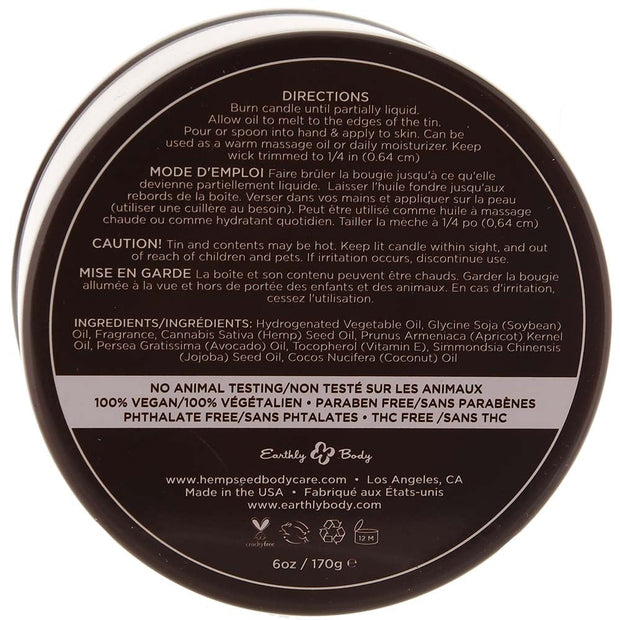 DIRECTIONS
Burn candle until partially liquid.
Allow oil to melt to the edges of the tin.
Pour or spoon into hand & apply to skin. Can be
used as a warm massage oil or daily moisturizer. Keep
wick trimmed to 1/4 in (0.64 cm)
MODE D'EMPLOI Faire brûler la bougie jusqu'à ce qu'elle
devienne partiellement liquide. Laisser l'huile fondre jusqu'aux
rebords de la boîte. Verser dans vos mains et appliquer sur la peau
(utiliser une cuillère au besoin). Peut être utilisé comme huile à massage
chaude ou comme hydratant quotidien. Tailler la mèche à 1/4 po (0,64 cm)
CAUTION! Tin and contents may be hot. Keep lit candle within sight, and out
of reach of children and pets. If irritation occurs, discontinue use.
MISE EN GARDE La boîte et son contenu peuvent être chauds. Garder la bougie
allumée à la vue et hors de portée des enfants et des animaux. En cas d'irritation,
cessez l'utilisation.
INGREDIENTS/INGRÉDIENTS: Hydrogenated Vegetable Oil, Glycine Soja (Soybean)
Oil, Fragrance, Cannabis Sativa (Hemp) Seed Oil, Prunus Armeniaca (Apricot) Kernel
Oil, Persea Gratissima (Avocado) Oil, Tocopherol (Vitamin E), Simmondsia Chinensis
(Jojoba) Seed Oil, Cocos Nucifera (Coconut) Oil
NO ANIMAL TESTING/NON TESTÉ SUR LES ANIMAUX
100% VEGAN/100% VÉGÉTALIEN • PARABEN FREE/SANS PARABÈNES
PHTHALATE FREE/SANS PHTALATES • THC FREE /SANS THC
Earthly Body
www.hempseedbodycare.com • Los Angeles, CA
Made in the USA • Fabriqué aux États-unis
www.earthlybody.com
crueltyfree
12 M
6oz / 170g ℮